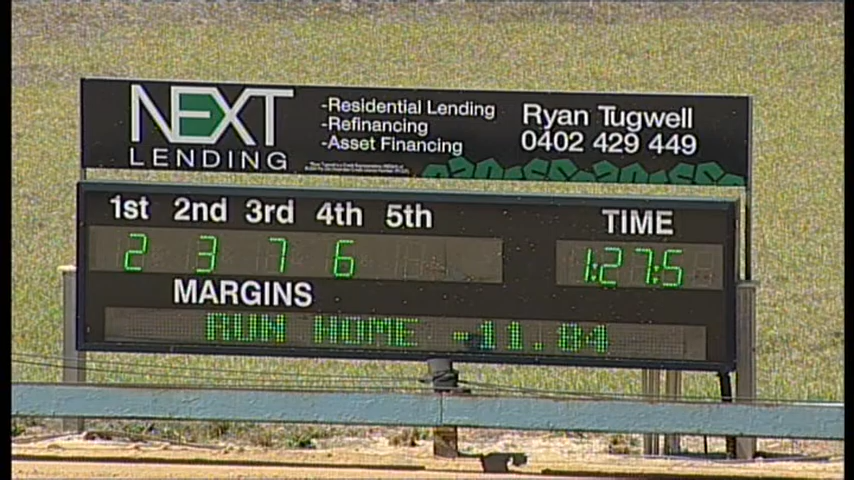 NEXT
LENDING
-Residential Lending
-Refinancing
-Asset Financing
Ryan Tugwell
0402 429 449
1st 2nd 3rd 4th 5th TIME
2 3 7 6 1:27:5
MARGINS
RUN HOME -11.04